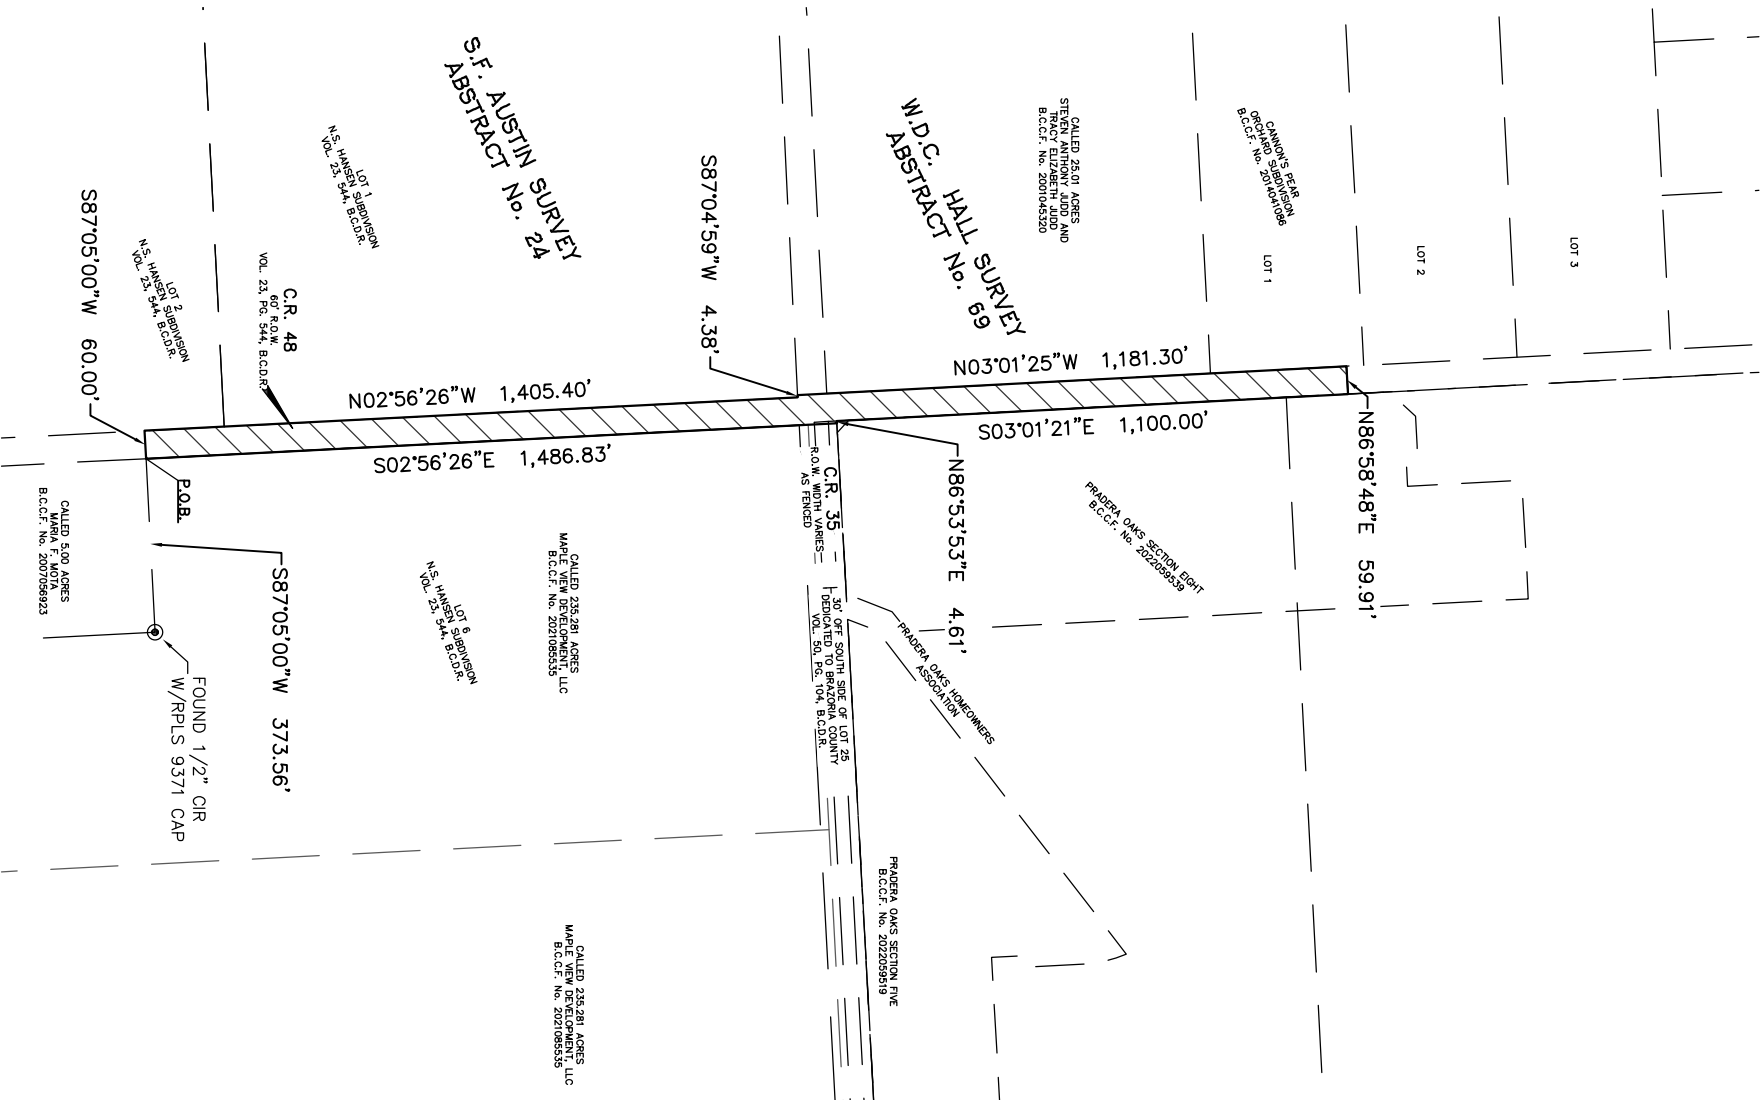 S.F. AUSTIN SURVEY
ABSTRACT No. 24
W.D.C. HALL SURVEY
ABSTRACT No. 69
CALLED 25.01 ACRES
STEVEN ANTHONY JUDD AND
TRACY ELIZABETH JUDD
B.C.C.F. No. 2001045320
CANNON'S PEAR
ORCHARD SUBDIVISION
B.C.C.F. No. 2014041086
LOT 1
LOT 2
LOT 3
LOT 1
N.S. HANSEN SUBDIVISION
VOL. 23, 544, B.C.D.R.
LOT 2
N.S. HANSEN SUBDIVISION
VOL. 23, 544, B.C.D.R.
C.R. 48
60' R.O.W.
VOL. 23, PG. 544, B.C.D.R.
S87°05'00"W 60.00'
S87°04'59"W 4.38'
N02°56'26"W 1,405.40'
N03°01'25"W 1,181.30'
S02°56'26"E 1,486.83'
S03°01'21"E 1,100.00'
N86°58'48"E 59.91'
N86°53'53"E 4.61'
P.O.B.
S87°05'00"W 373.56'
FOUND 1/2" CIR
W/RPLS 9371 CAP
CALLED 5.00 ACRES
MARIA F. MOTA
B.C.C.F. No. 2007056923
LOT 6
N.S. HANSEN SUBDIVISION
VOL. 23, 544, B.C.D.R.
CALLED 235.281 ACRES
MAPLE VIEW DEVELOPMENT, LLC
B.C.C.F. No. 2021085535
C.R. 35
R.O.W. WIDTH VARIES
AS FENCED
30' OFF SOUTH SIDE OF LOT 25
DEDICATED TO BRAZORIA COUNTY
VOL. 50, PG. 104, B.C.D.R.
PRADERA OAKS SECTION EIGHT
B.C.C.F. No. 2022059539
PRADERA OAKS HOMEOWNERS
ASSOCIATION
PRADERA OAKS SECTION FIVE
B.C.C.F. No. 2022059519
CALLED 235.281 ACRES
MAPLE VIEW DEVELOPMENT, LLC
B.C.C.F. No. 2021085535